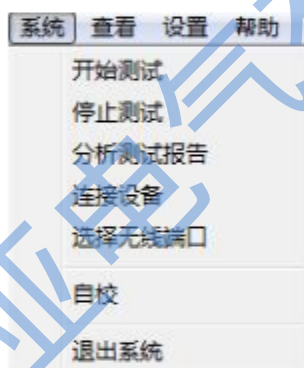 系统 查看 设置 帮助
开始测试
停止测试
分析测试报告
连接设备
选择无线端口
自校
退出系统